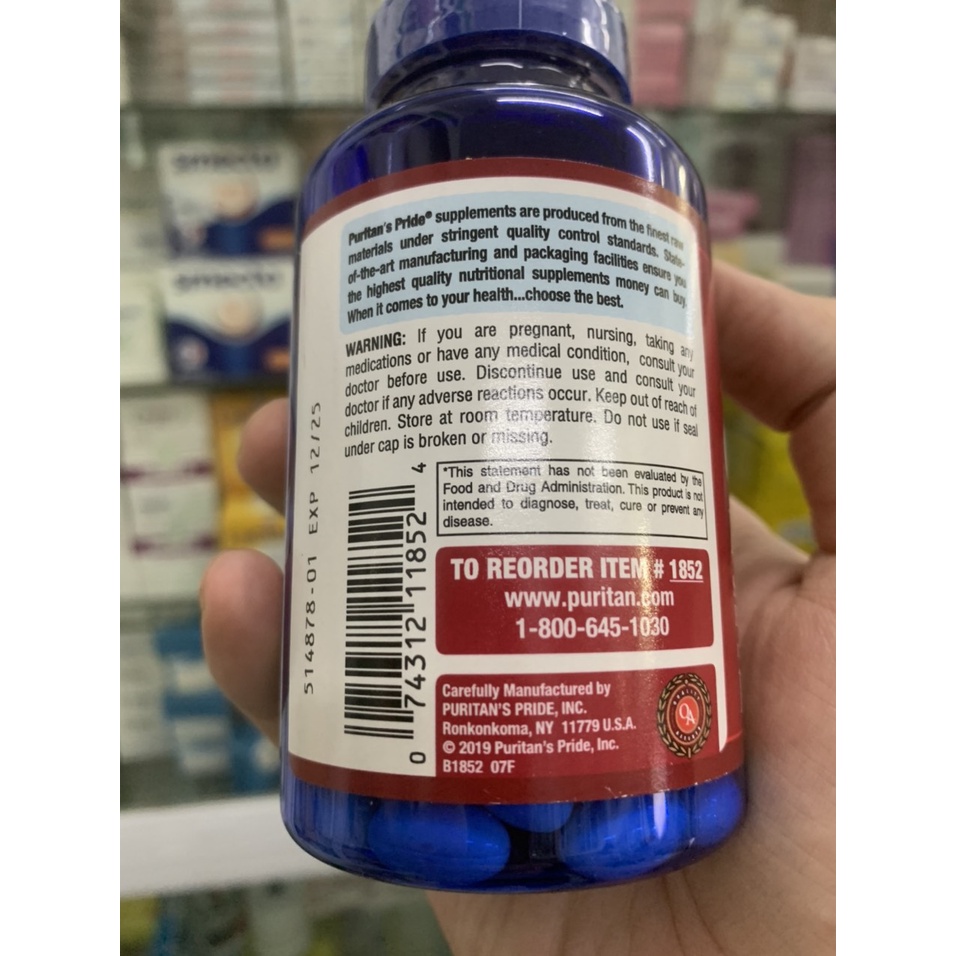 smecta
smecta
Puritan's Pride® supplements are produced from the finest raw
materials under stringent quality control standards. State-
of-the-art manufacturing and packaging facilities ensure you
the highest quality nutritional supplements money can buy.
When it comes to your health...choose the best.
WARNING: If you are pregnant, nursing, taking any
medications or have any medical condition, consult your
doctor before use. Discontinue use and consult your
doctor if any adverse reactions occur. Keep out of reach of
children. Store at room temperature. Do not use if seal
under cap is broken or missing.
*This statement has not been evaluated by the
Food and Drug Administration. This product is not
intended to diagnose, treat, cure or prevent any
disease.
514878-01 EXP 12/25
0 74312 11852 4
TO REORDER ITEM # 1852
www.puritan.com
1-800-645-1030
Carefully Manufactured by
PURITAN'S PRIDE, INC.
Ronkonkoma, NY 11779 U.S.A.
© 2019 Puritan's Pride, Inc.
B1852 07F
QA